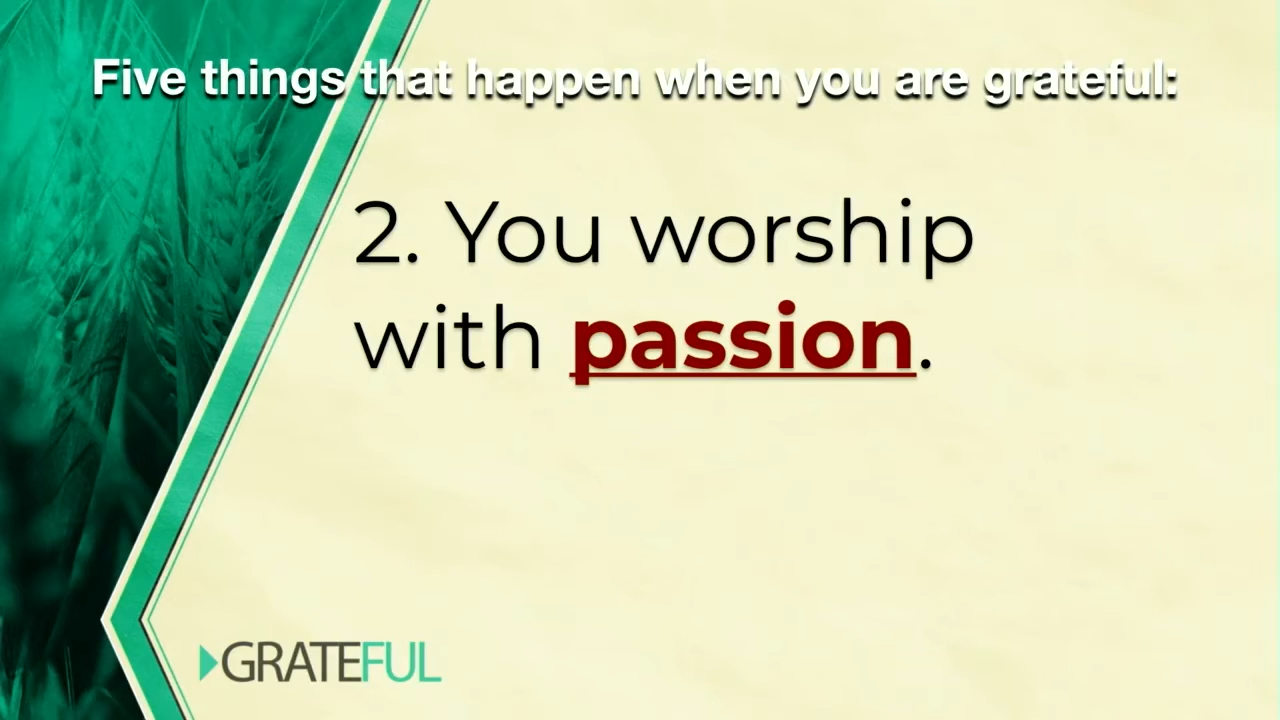 Five things that happen when you are grateful:
2. You worship
with passion.
GRATEFUL